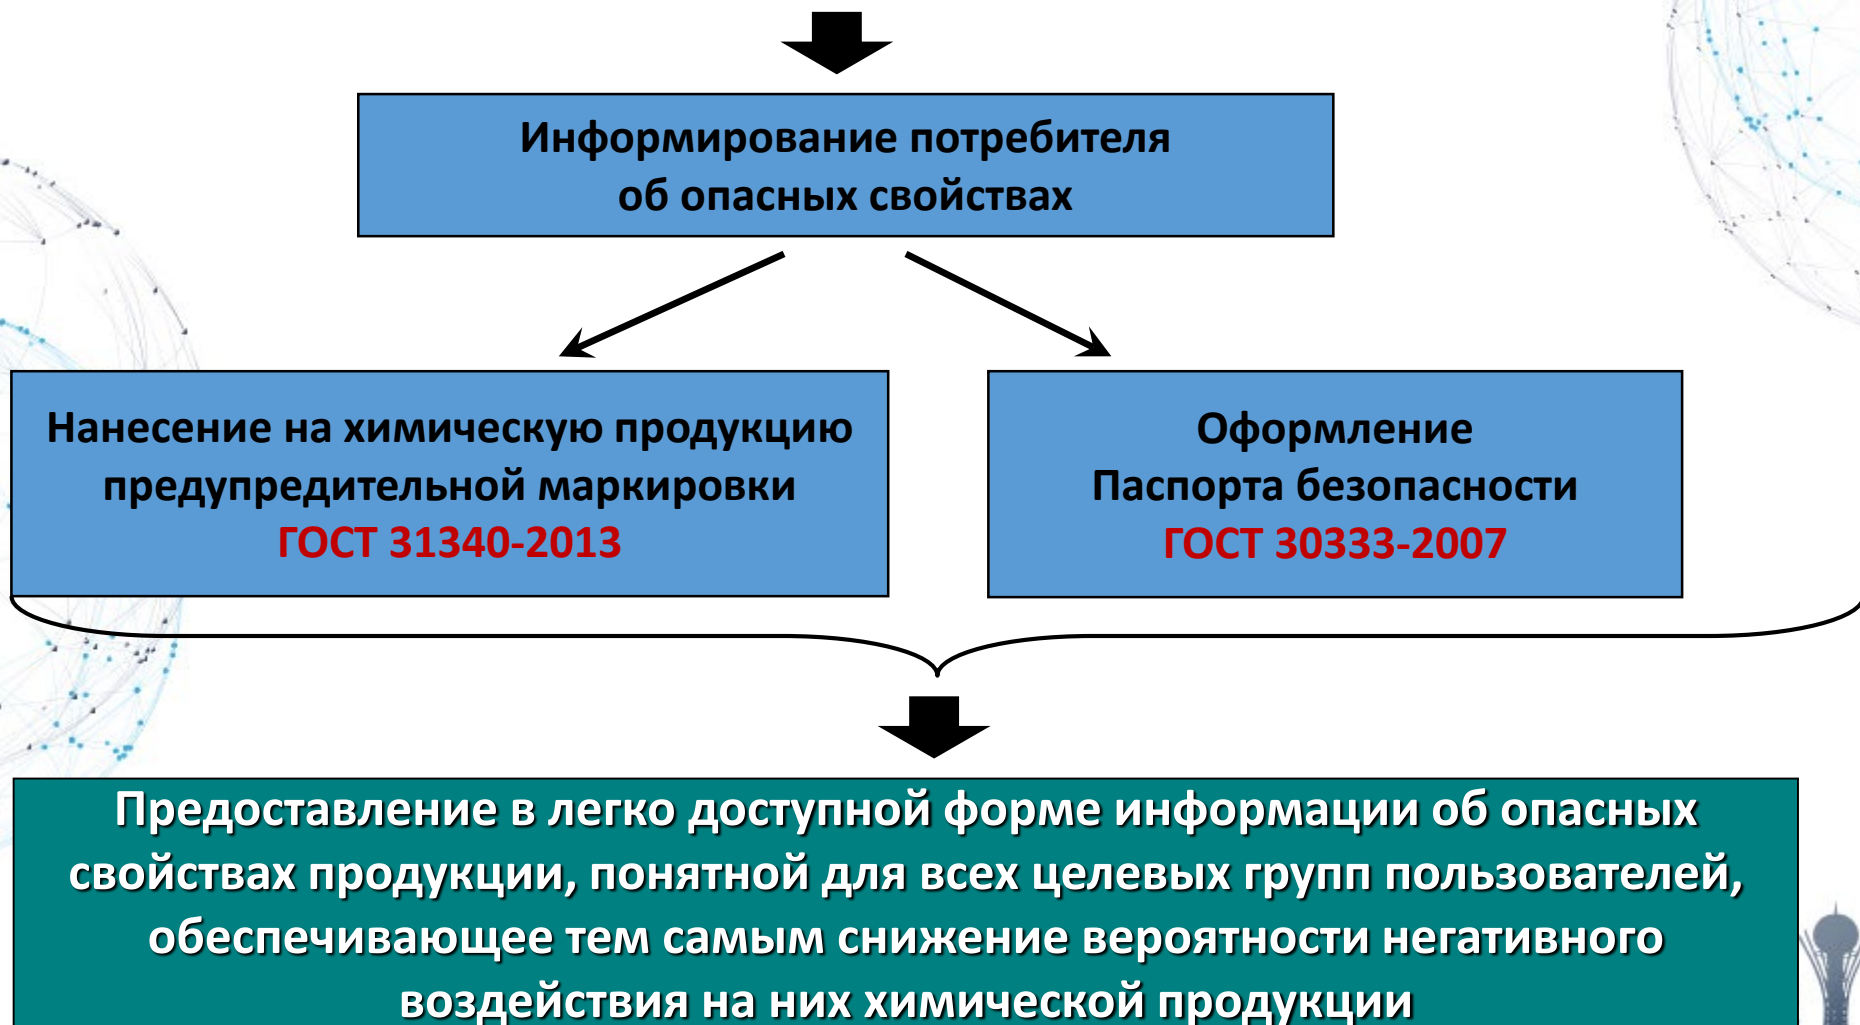 Информирование потребителя
об опасных свойствах
Нанесение на химическую продукцию
предупредительной маркировки
ГОСТ 31340-2013
Оформление
Паспорта безопасности
ГОСТ 30333-2007
Предоставление в легко доступной форме информации об опасных
свойствах продукции, понятной для всех целевых групп пользователей,
обеспечивающее тем самым снижение вероятности негативного
воздействия на них химической продукции